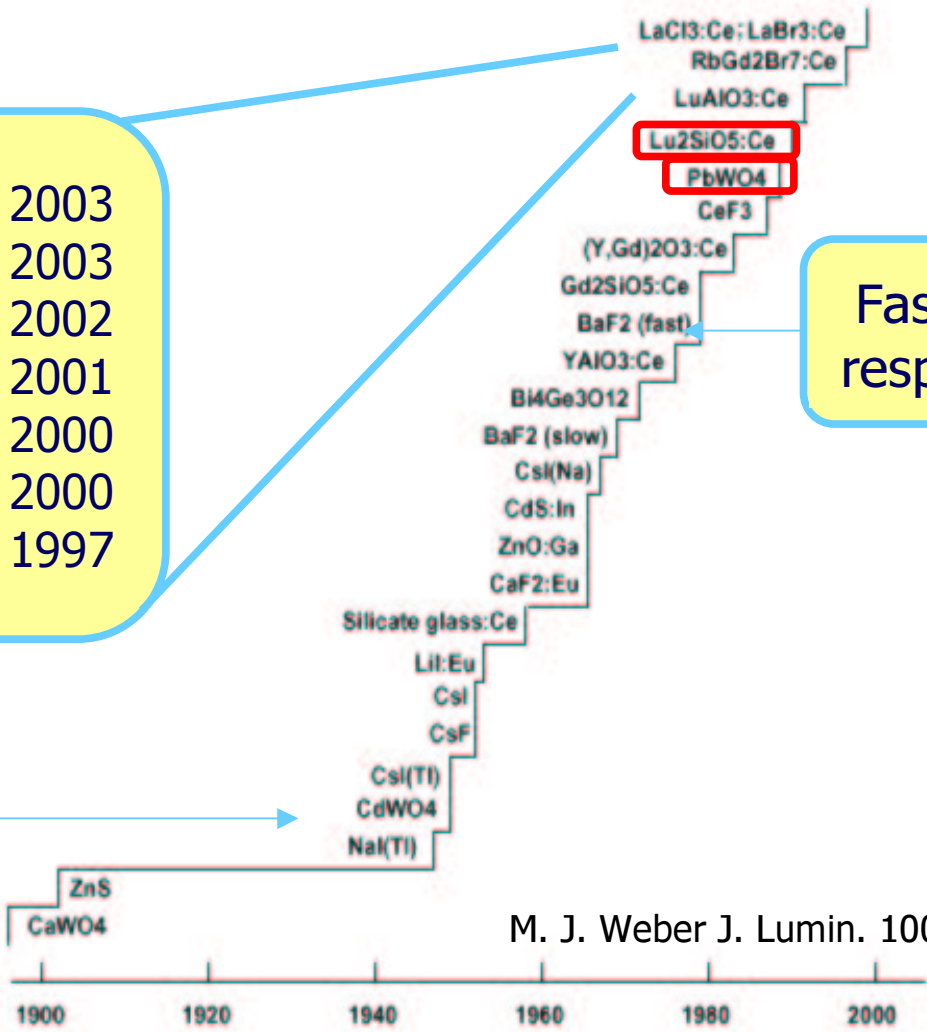 LaCl3:Ce; LaBr3:Ce
RbGd2Br7:Ce
LuAlO3:Ce
Lu2SiO5:Ce
PbWO4
CeF3
(Y,Gd)2O3:Ce
Gd2SiO5:Ce
BaF2 (fast)
YAlO3:Ce
Bi4Ge3O12
BaF2 (slow)
CsI(Na)
CdS:In
ZnO:Ga
CaF2:Eu
Silicate glass:Ce
LiI:Eu
CsI
CsF
CsI(Tl)
CdWO4
NaI(Tl)
ZnS
CaWO4
2003
2003
2002
2001
2000
2000
1997
Fas
resp
M. J. Weber J. Lumin. 100
1900 1920 1940 1960 1980 2000